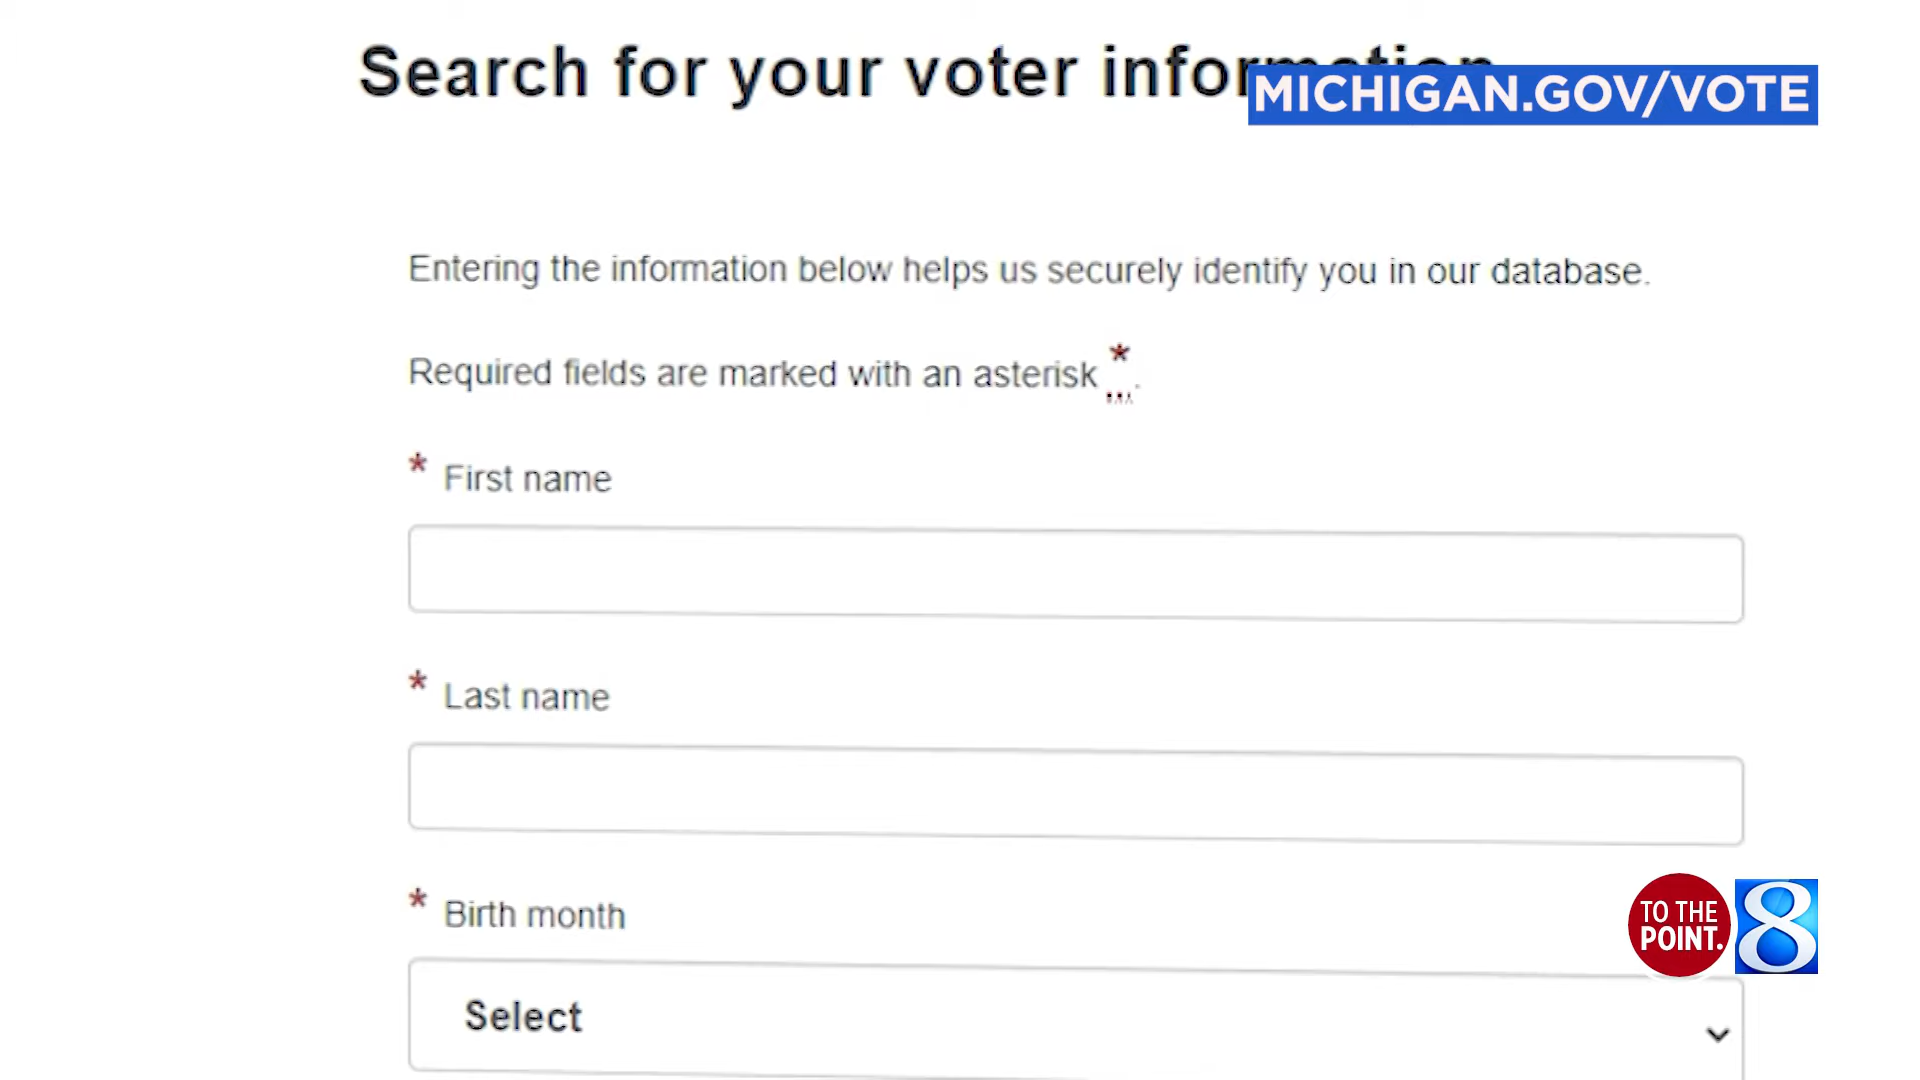 Search for your voter information
MICHIGAN.GOV/VOTE
Entering the information below helps us securely identify you in our database.
Required fields are marked with an asterisk *.
* First name
* Last name
* Birth month
Select
TO THE
POINT.
8